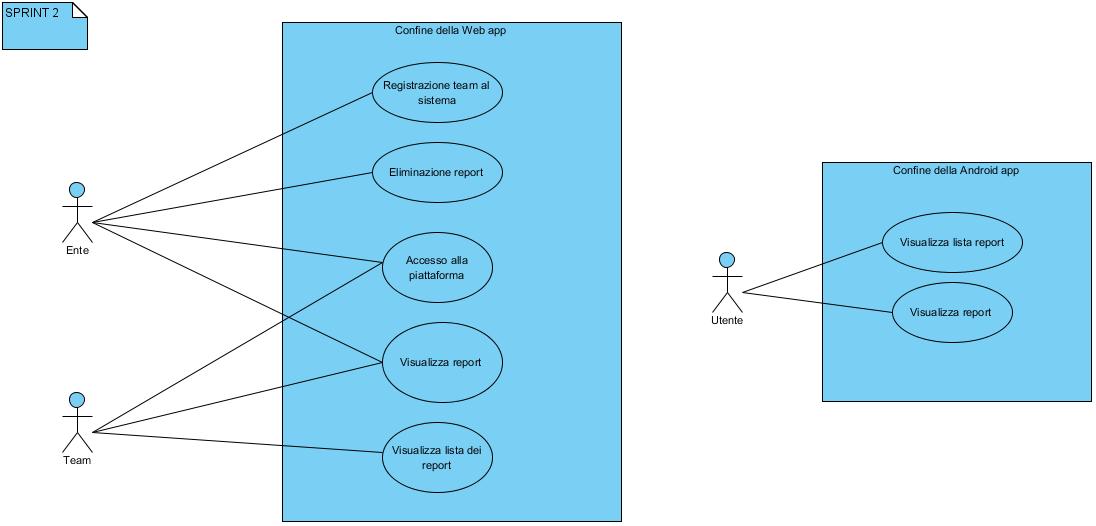 SPRINT 2
Confine della Web app
Registrazione team al
sistema
Eliminazione report
Ente
Accesso alla
piattaforma
Visualizza report
Team
Visualizza lista dei
report
Confine della Android app
Visualizza lista report
Utente
Visualizza report